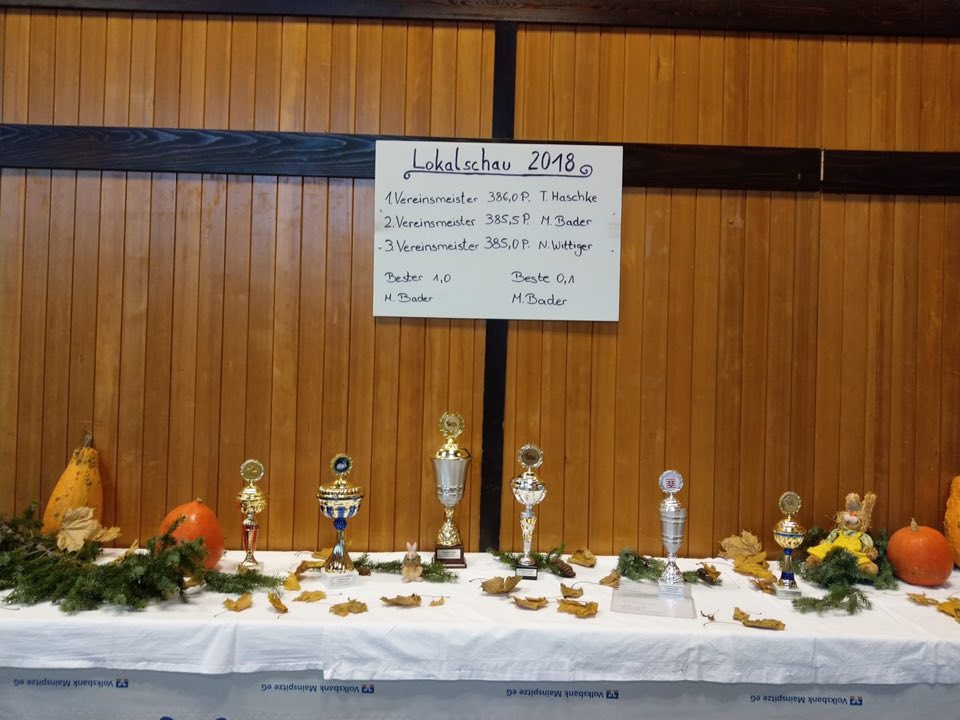 Lokalschau 2018
1. Vereinsmeister 386,0 P. T. Haschke
2. Vereinsmeister 385,5 P M. Bader
3. Vereinsmeister 385,0 P. N. Wittiger
Bester 1,0 Beste 0,1
M. Bader M. Bader
Volksbank Mainspitze eG Volksbank Mainspitze eG Volksbank Mainspitze eG Volksbank Mainspitze eG